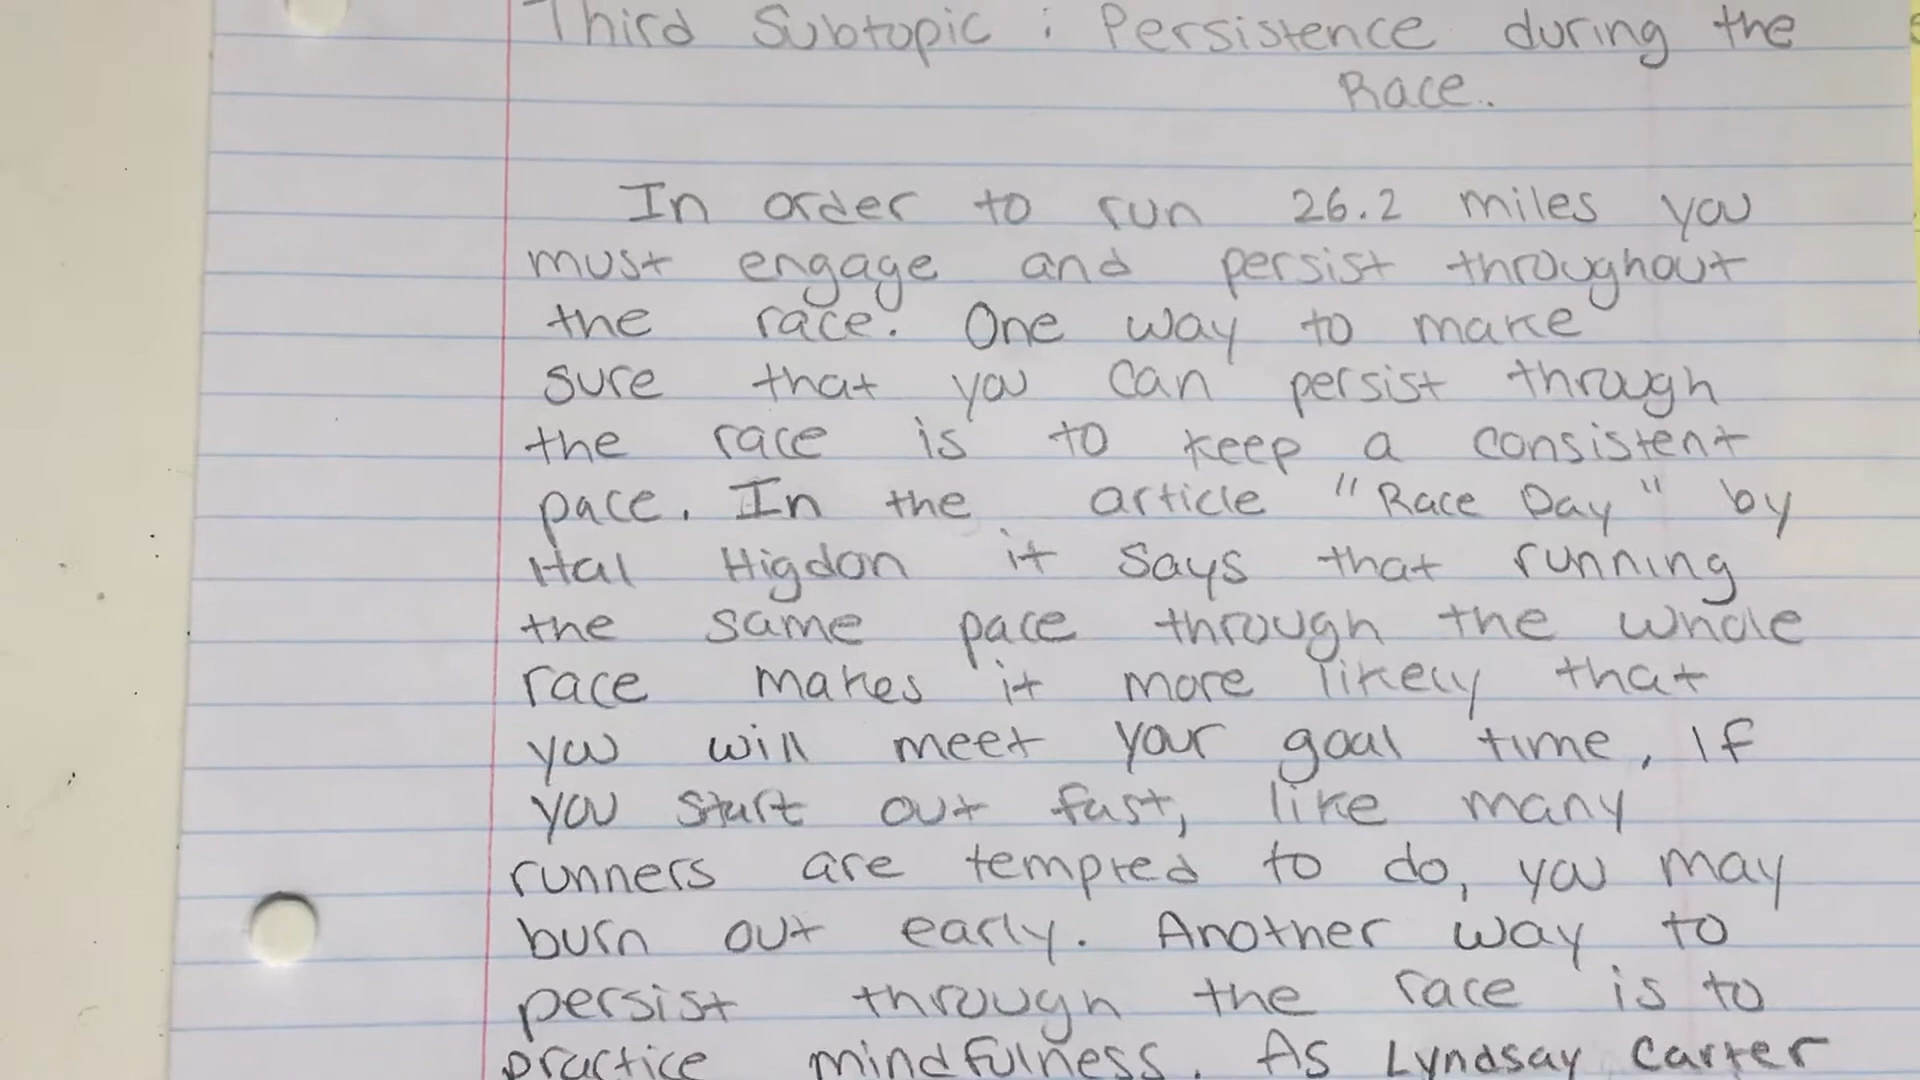 Third Subtopic : Persistence during the
Race.
In order to run 26.2 miles you
must engage and persist throughout
the race. One way to make
sure that you can persist through
the race is to keep a consistent
pace. In the article "Race Day" by
Hal Higdon it says that running
the same pace through the whole
race makes it more likely that
you will meet your goal time. If
you start out fast, like many
runners are tempted to do, you may
burn out early. Another way to
persist through the race is to
practice mindfulness. As Lyndsay Carter